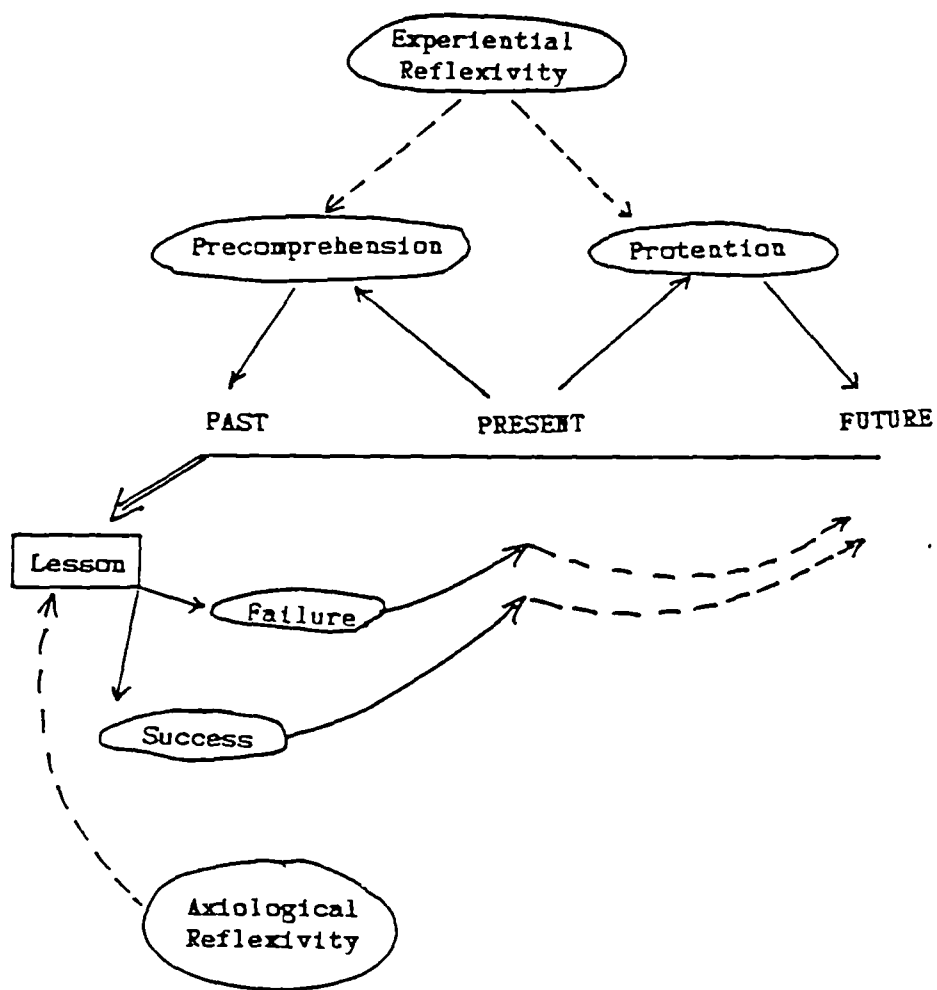 Experiential
Reflexivity
Precomprehension
Protention
PAST
PRESENT
FUTURE
Lesson
Failure
Success
Axiological
Reflexivity